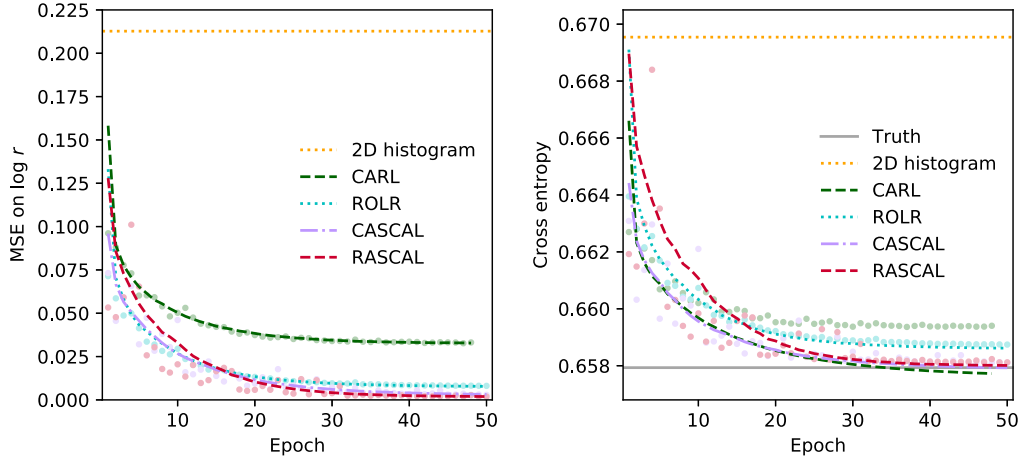 0.225
0.200
0.175
0.150
0.125
0.100
0.075
0.050
0.025
0.000
MSE on log r
10
20
30
40
50
Epoch
2D histogram
CARL
ROLR
CASCAL
RASCAL
0.670
0.668
0.666
0.664
0.662
0.660
0.658
Cross entropy
10
20
30
40
50
Epoch
Truth
2D histogram
CARL
ROLR
CASCAL
RASCAL